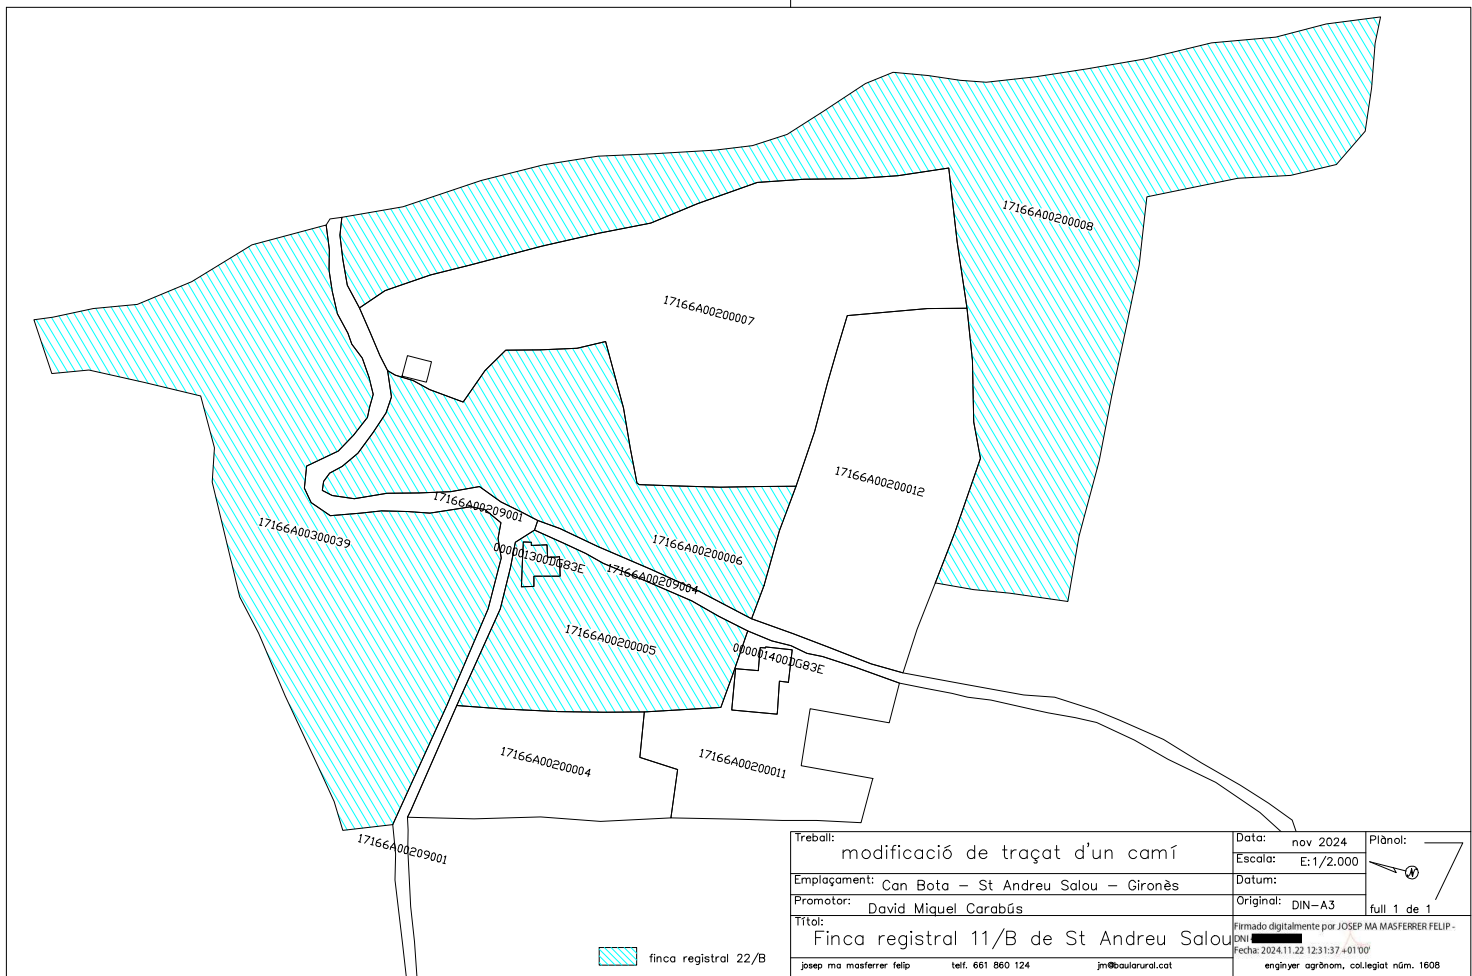 17166A00200008
17166A00200007
17166A00200012
17166A00209001
17166A00300039
17166A00200006
000001300DG83E
17166A00209004
17166A00200005
000001400DG83E
17166A00200004
17166A00200011
17166A00209001
Treball:
modificació de traçat d'un camí
Data: nov 2024
Plànol:
7
Escala: E:1/2.000
N
Emplaçament: Can Bota – St Andreu Salou – Gironès
Datum:
Promotor: David Miquel Carabús
Original: DIN–A3
full 1 de 1
Títol:
Finca registral 11/B de St Andreu Salou
Firmado digitalmente por JOSEP MA MASFERRER FELIP -
DNI
Fecha: 2024.11.22 12:31:37 +01'00'
finca registral 22/B
josep ma masferrer felip telf. 661 860 124 jm@baularural.cat enginyer agrònom, col.legiat núm. 1608